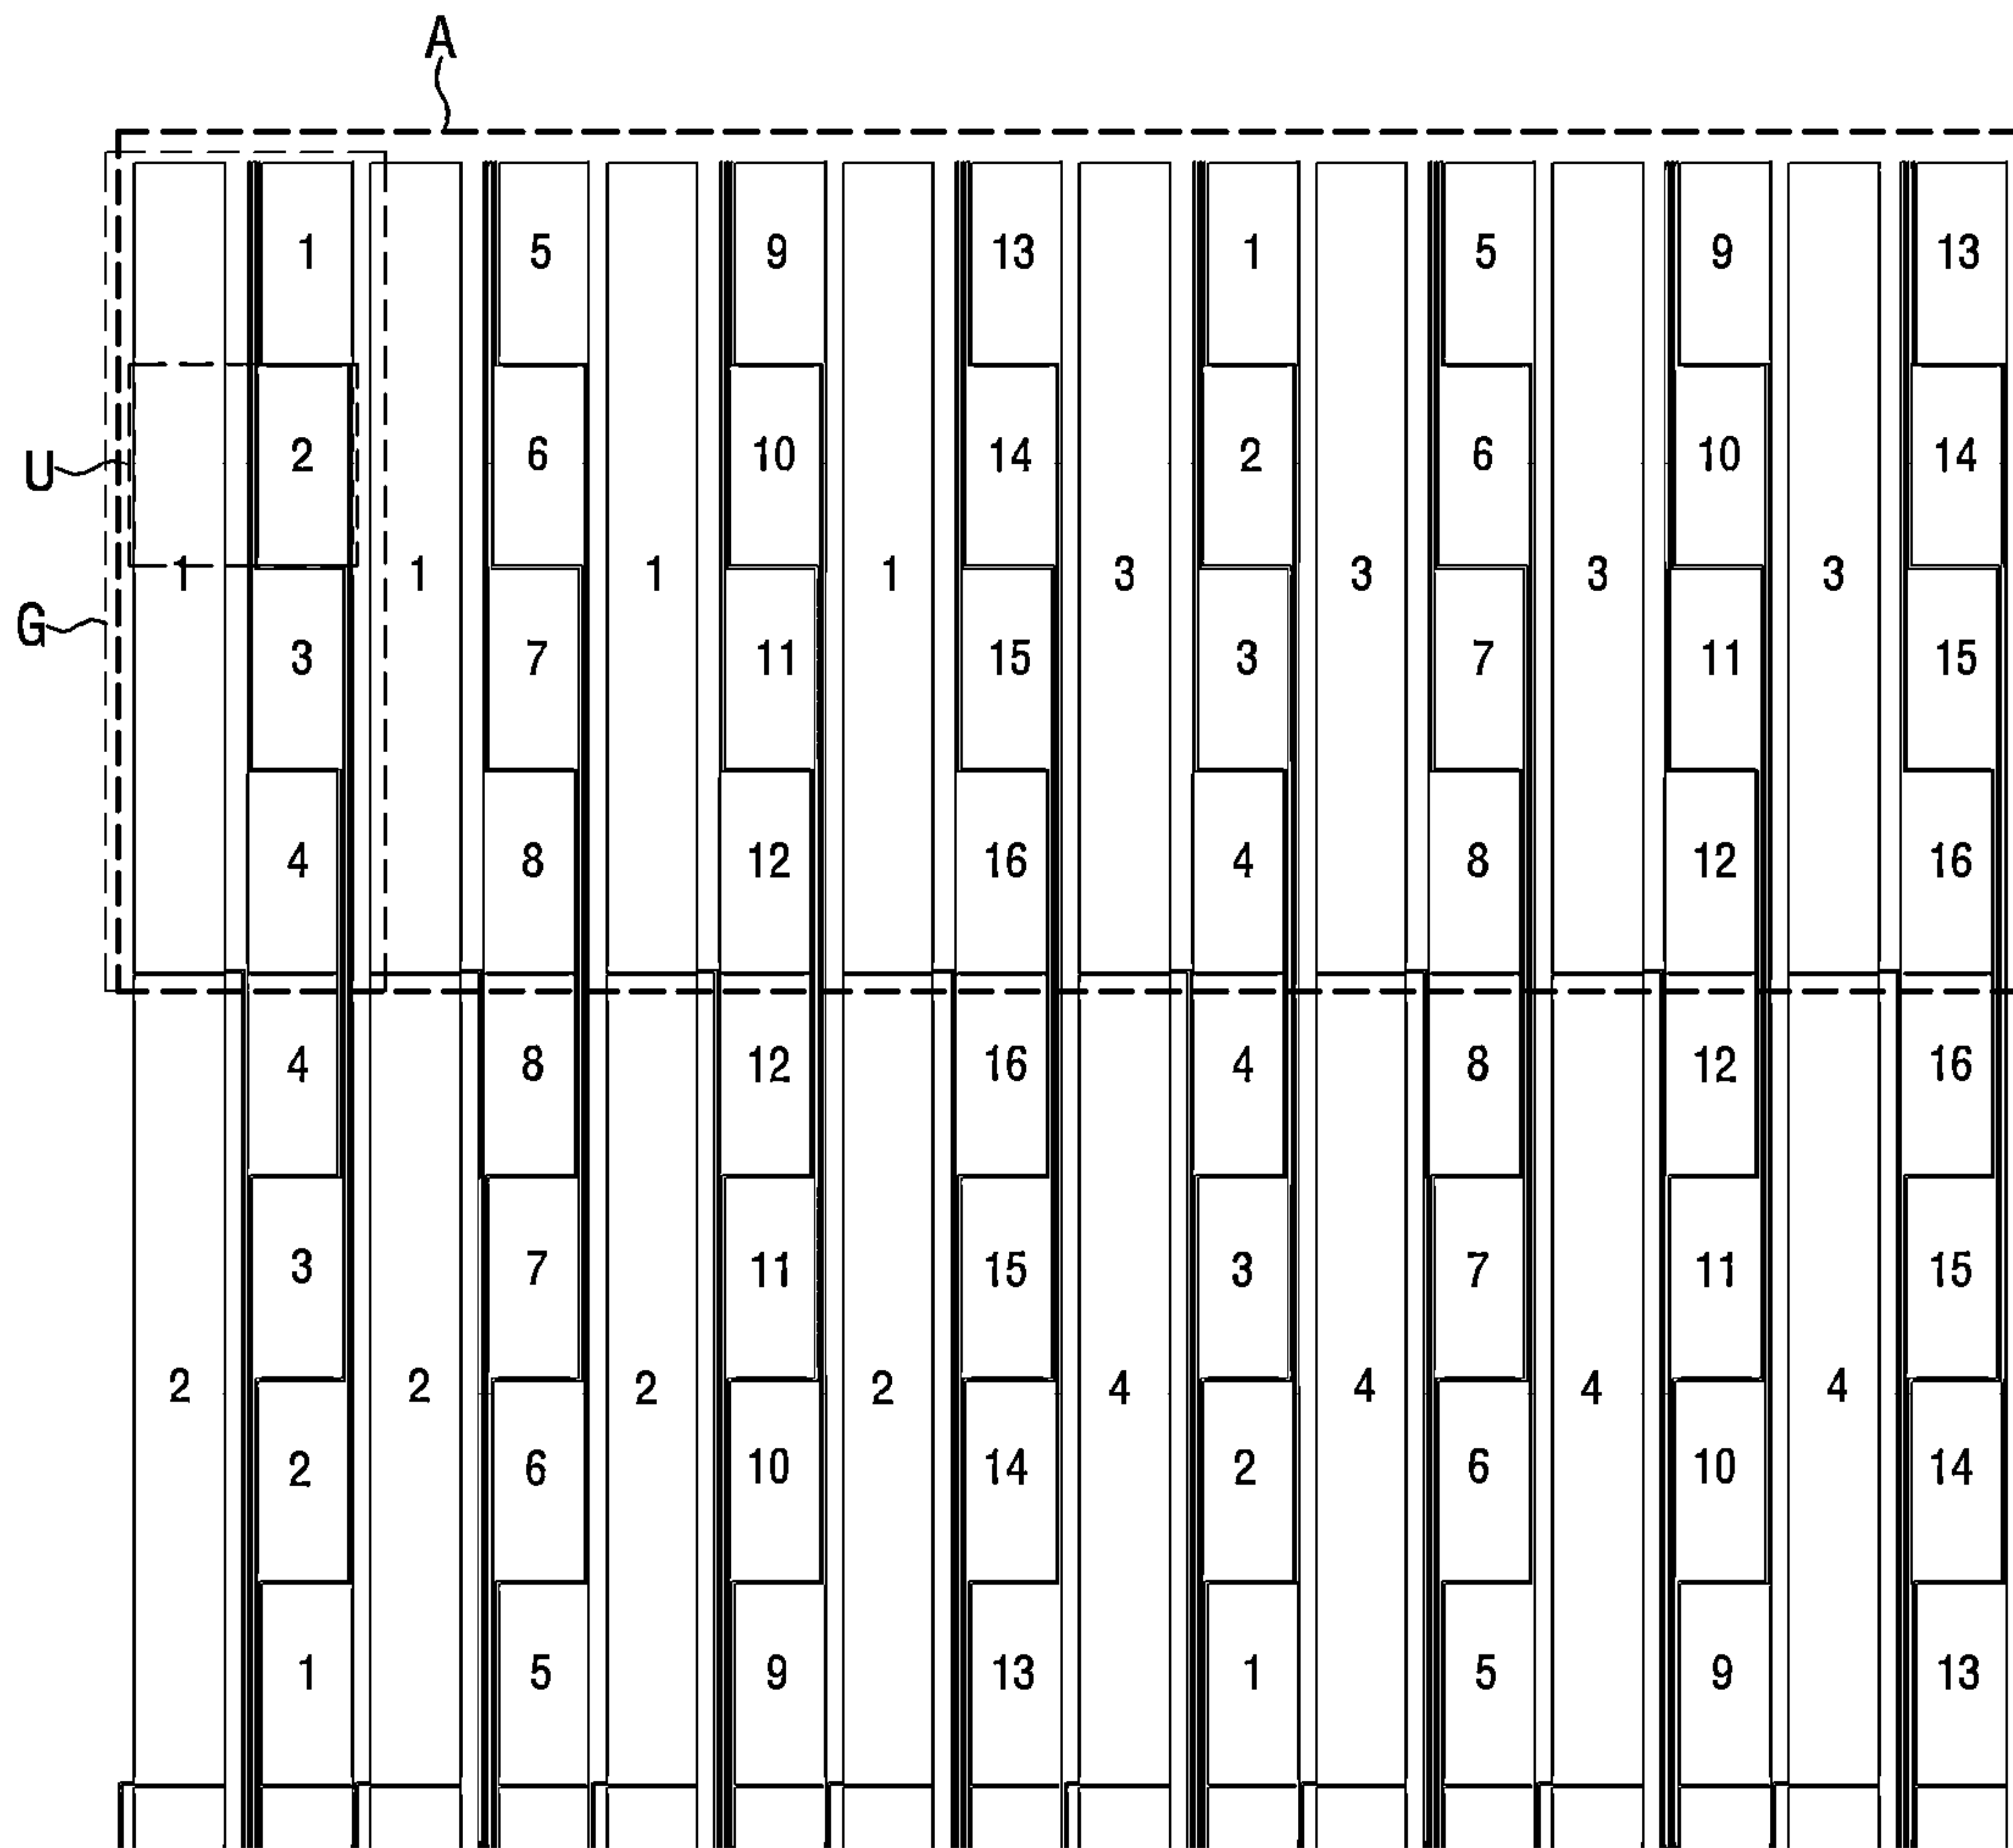 A
1 5 9 13 1 5 9 13
U 2 6 10 14 2 6 10 14
1 1 1 1 3 3 3 3
G 3 7 11 15 3 7 11 15
4 8 12 16 4 8 12 16
4 8 12 16 4 8 12 16
3 7 11 15 3 7 11 15
2 2 2 2 4 4 4 4
2 6 10 14 2 6 10 14
1 5 9 13 1 5 9 13